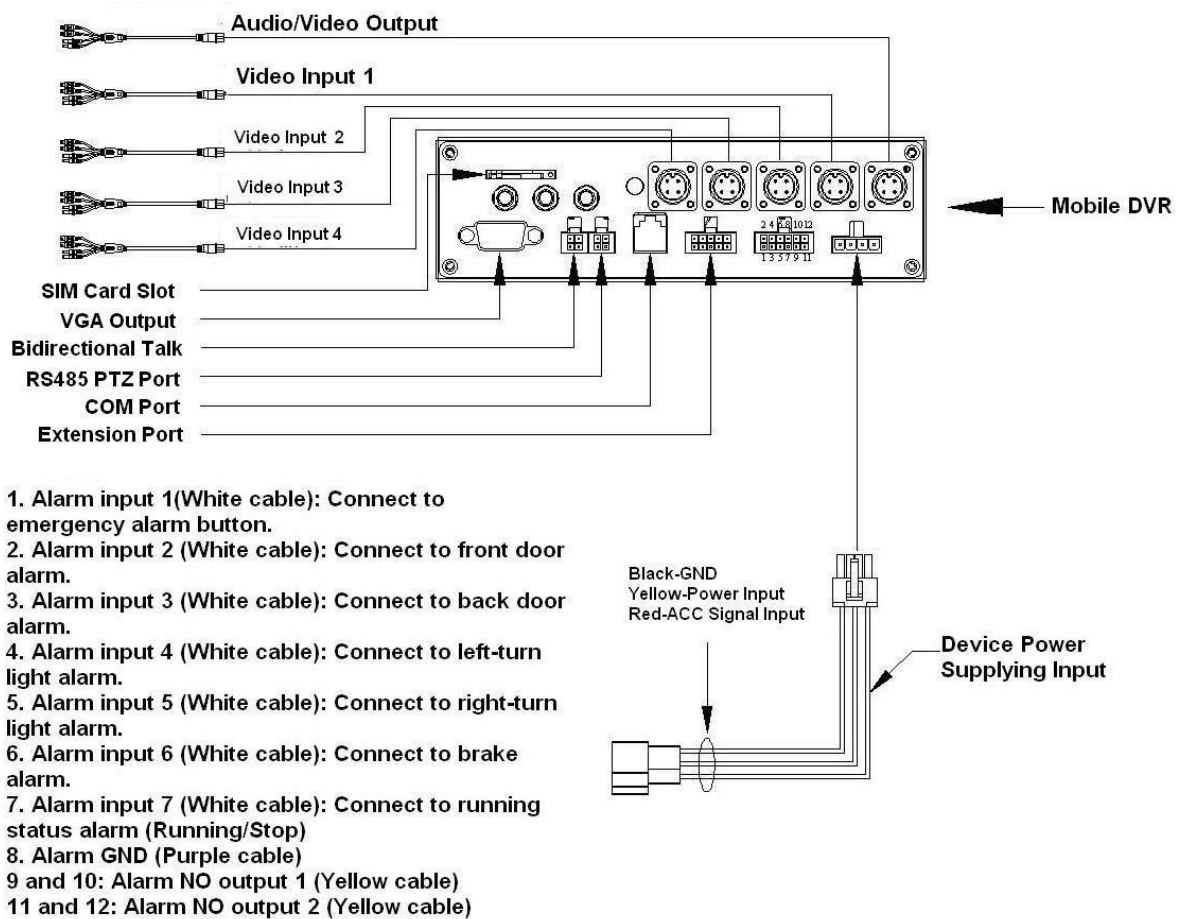 Audio/Video Output
Video Input 1
Video Input 2
Video Input 3
Video Input 4
Mobile DVR
2 4 6 8 10 12
1 3 5 7 9 11
SIM Card Slot
VGA Output
Bidirectional Talk
RS485 PTZ Port
COM Port
Extension Port
1. Alarm input 1(White cable): Connect to
emergency alarm button.
2. Alarm input 2 (White cable): Connect to front door
alarm.
3. Alarm input 3 (White cable): Connect to back door
alarm.
4. Alarm input 4 (White cable): Connect to left-turn
light alarm.
5. Alarm input 5 (White cable): Connect to right-turn
light alarm.
6. Alarm input 6 (White cable): Connect to brake
alarm.
7. Alarm input 7 (White cable): Connect to running
status alarm (Running/Stop)
8. Alarm GND (Purple cable)
9 and 10: Alarm NO output 1 (Yellow cable)
11 and 12: Alarm NO output 2 (Yellow cable)
Black-GND
Yellow-Power Input
Red-ACC Signal Input
Device Power
Supplying Input